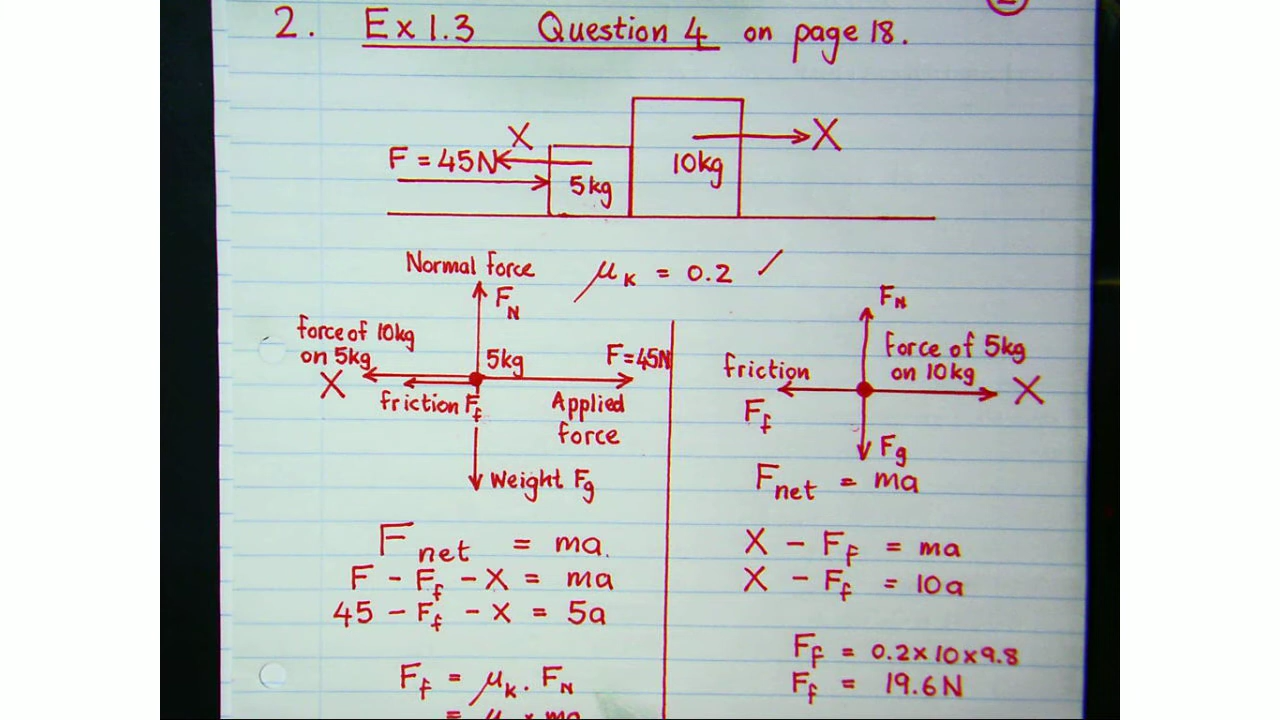 2. Ex 1.3 Question 4 on page 18.
X
X
F = 45N
5kg
10kg
Normal force
μK = 0.2 ✓
FN
force of 10kg
on 5kg
X
5kg
F=45N
friction Ff
Applied
force
Weight Fg
Fnet = ma.
F - Ff - X = ma
45 - Ff - X = 5a
Ff = μK . FN
FN
friction
Ff
force of 5kg
on 10kg
X
Fg
Fnet = ma
X - Ff = ma
X - Ff = 10a
Ff = 0.2×10×9.8
Ff = 19.6N